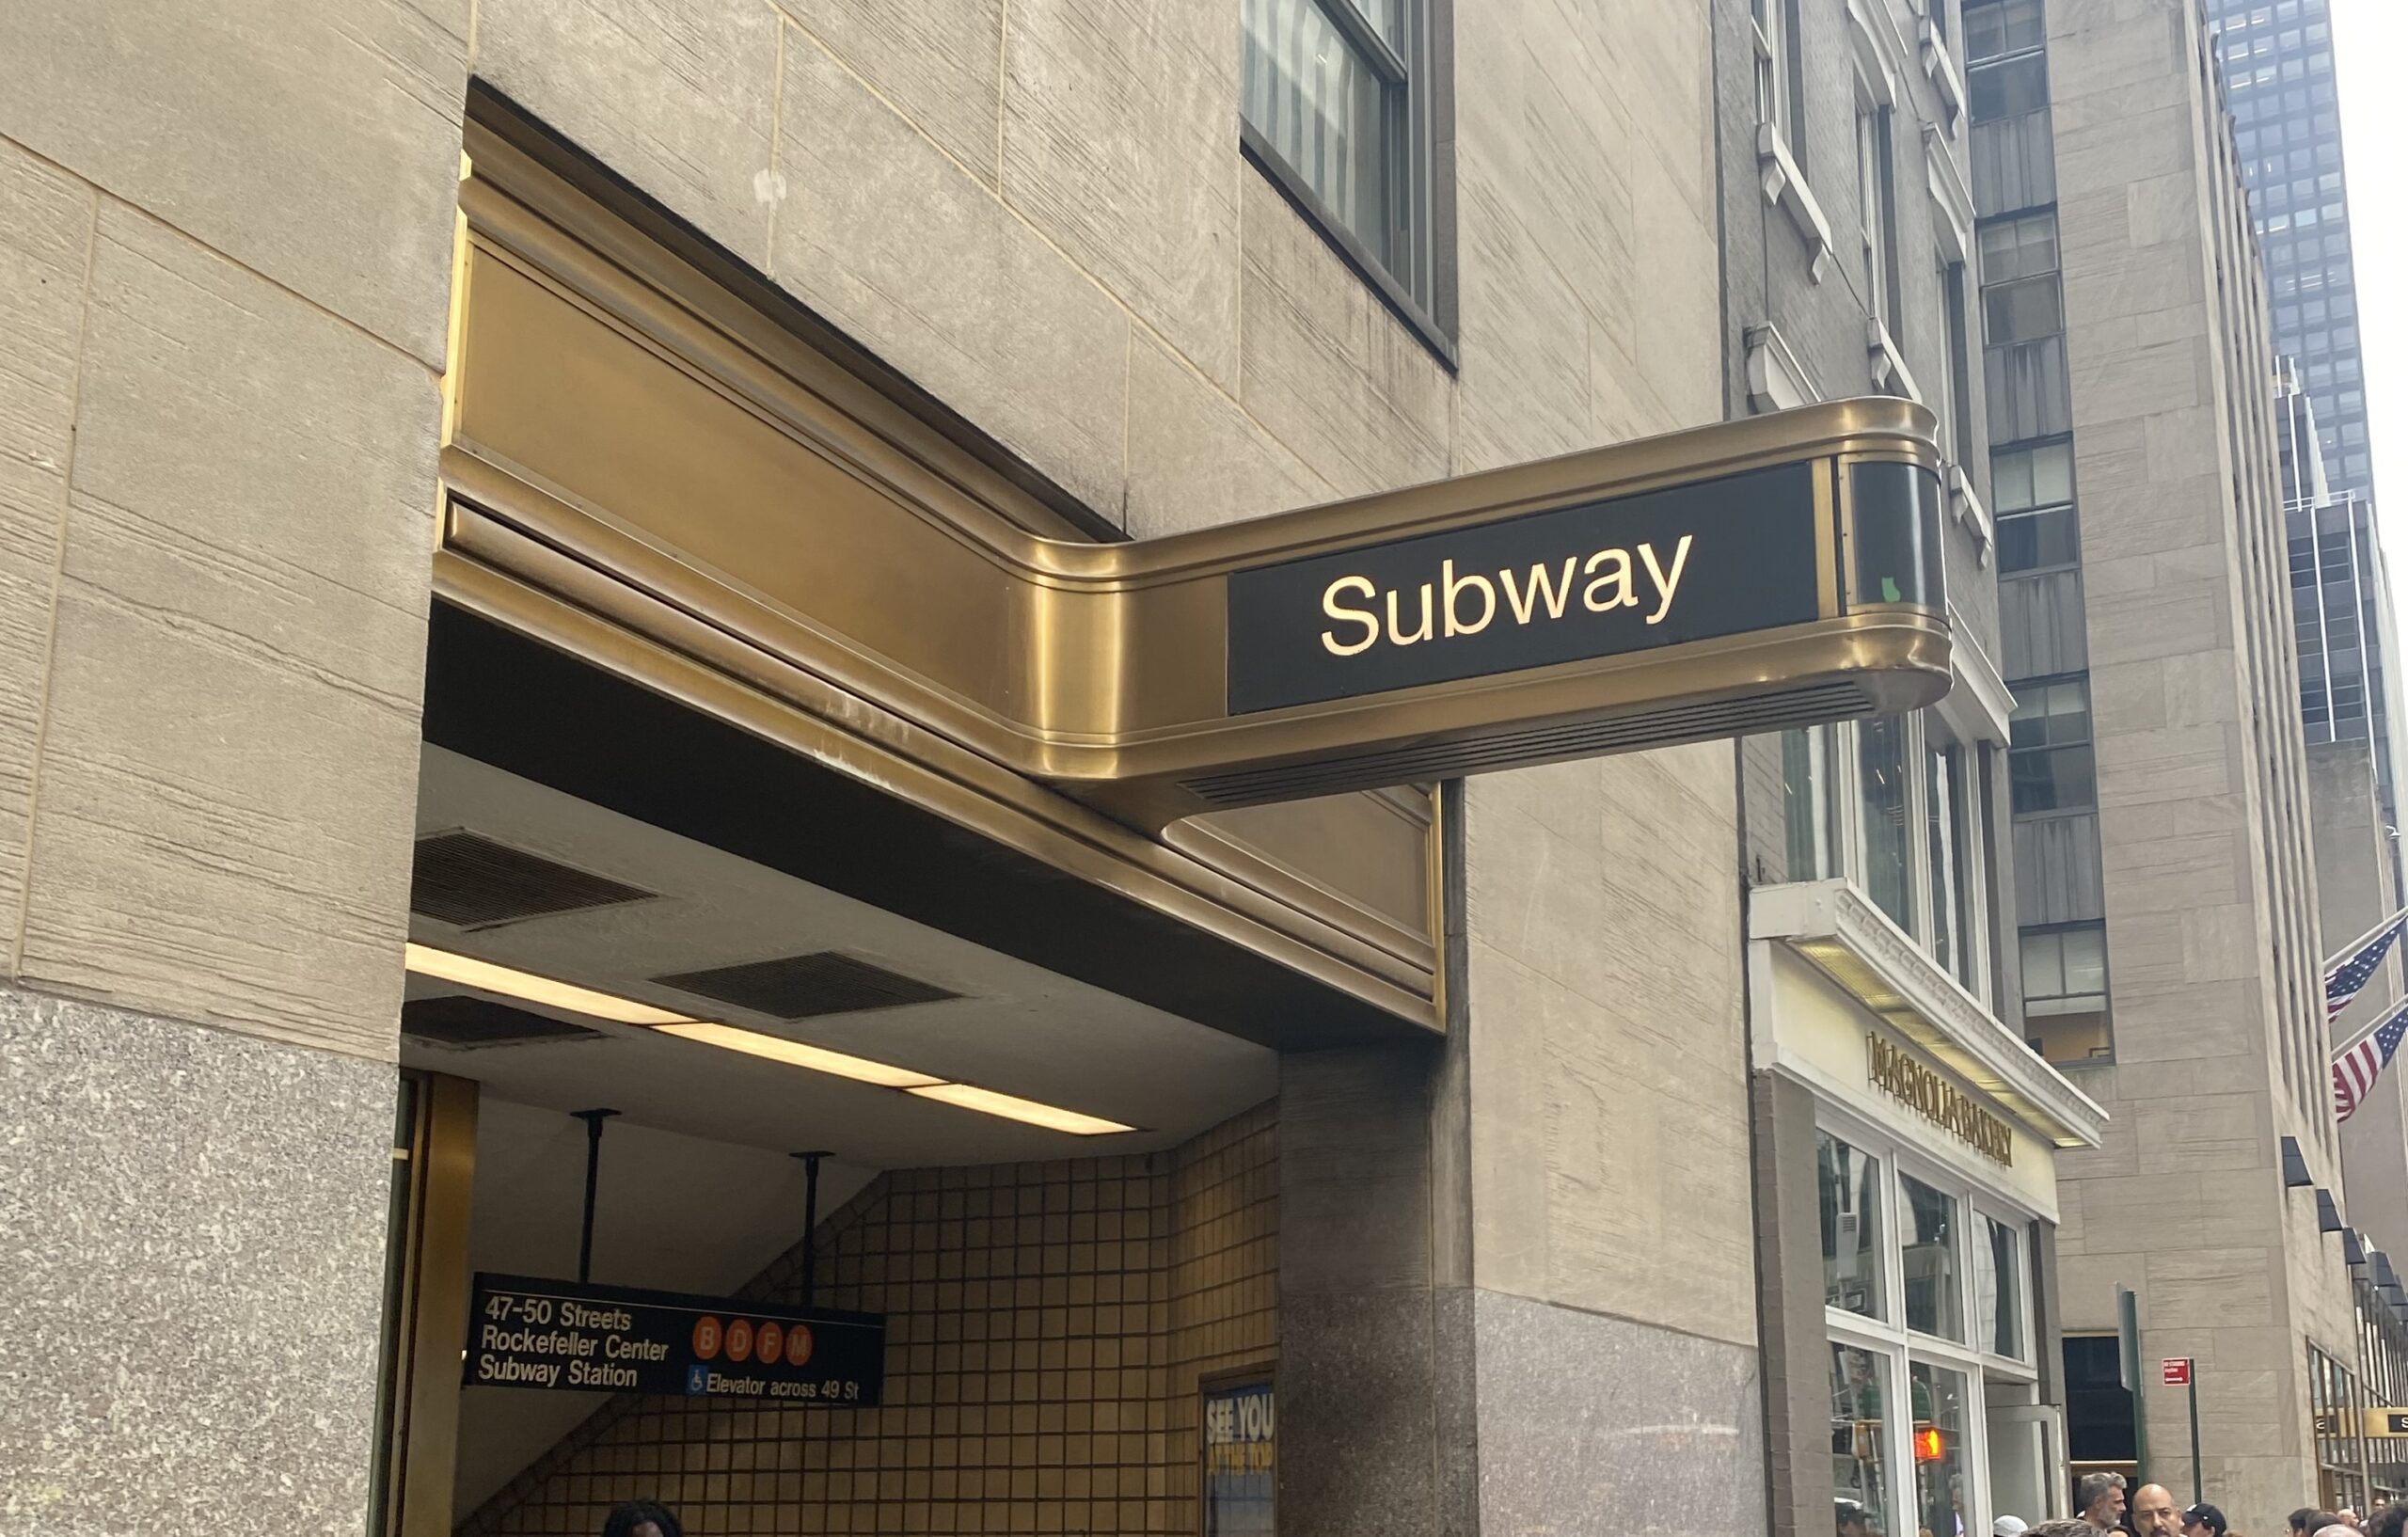 Subway
MAGNOLIA BAKERY
47-50 Streets
Rockefeller Center
Subway Station
B D F M
Elevator across 49 St
SEE YOU
AT THE TOP